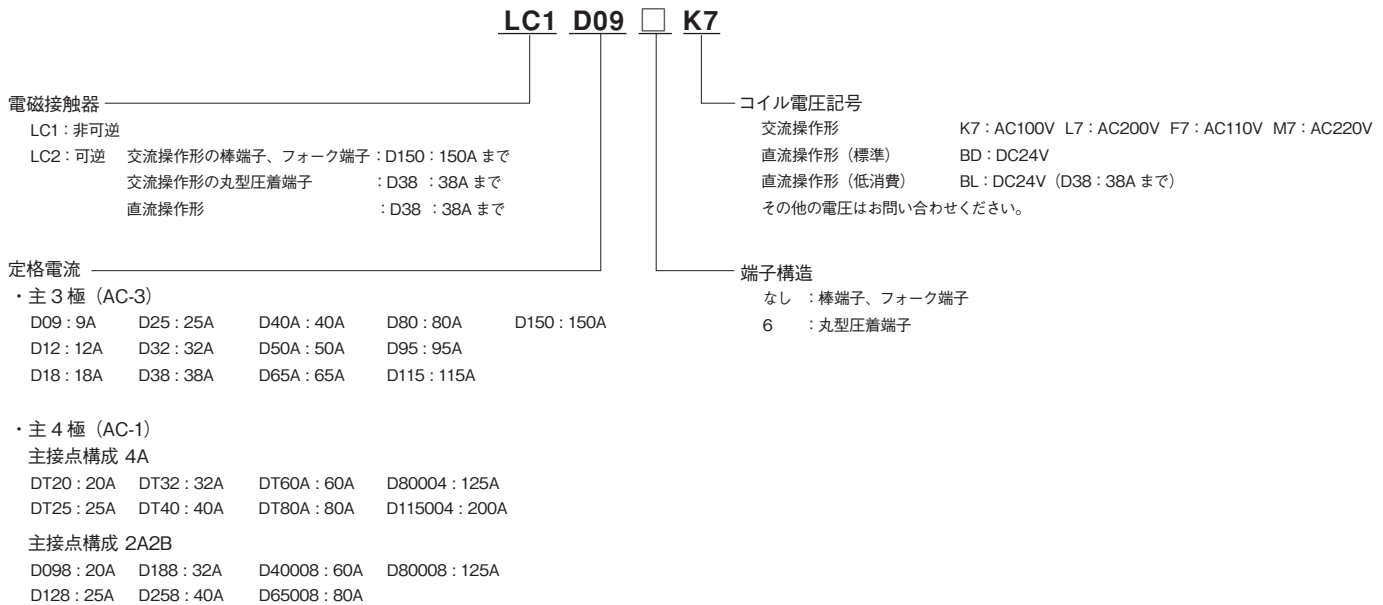 LC1 D09 □ K7
電磁接触器
LC1：非可逆
LC2：可逆 交流操作形の棒端子、フォーク端子：D150：150A まで
交流操作形の丸型圧着端子 ：D38 ：38A まで
直流操作形 ：D38 ：38A まで
コイル電圧記号
交流操作形 K7：AC100V L7：AC200V F7：AC110V M7：AC220V
直流操作形（標準） BD：DC24V
直流操作形（低消費） BL：DC24V（D38：38A まで）
その他の電圧はお問い合わせください。
定格電流
・主 3 極（AC-3）
D09 : 9A D25 : 25A D40A : 40A D80 : 80A D150 : 150A
D12 : 12A D32 : 32A D50A : 50A D95 : 95A
D18 : 18A D38 : 38A D65A : 65A D115 : 115A
端子構造
なし ：棒端子、フォーク端子
6 ：丸型圧着端子
・主 4 極（AC-1）
主接点構成 4A
DT20 : 20A DT32 : 32A DT60A : 60A D80004 : 125A
DT25 : 25A DT40 : 40A DT80A : 80A D115004 : 200A
主接点構成 2A2B
D098 : 20A D188 : 32A D40008 : 60A D80008 : 125A
D128 : 25A D258 : 40A D65008 : 80A